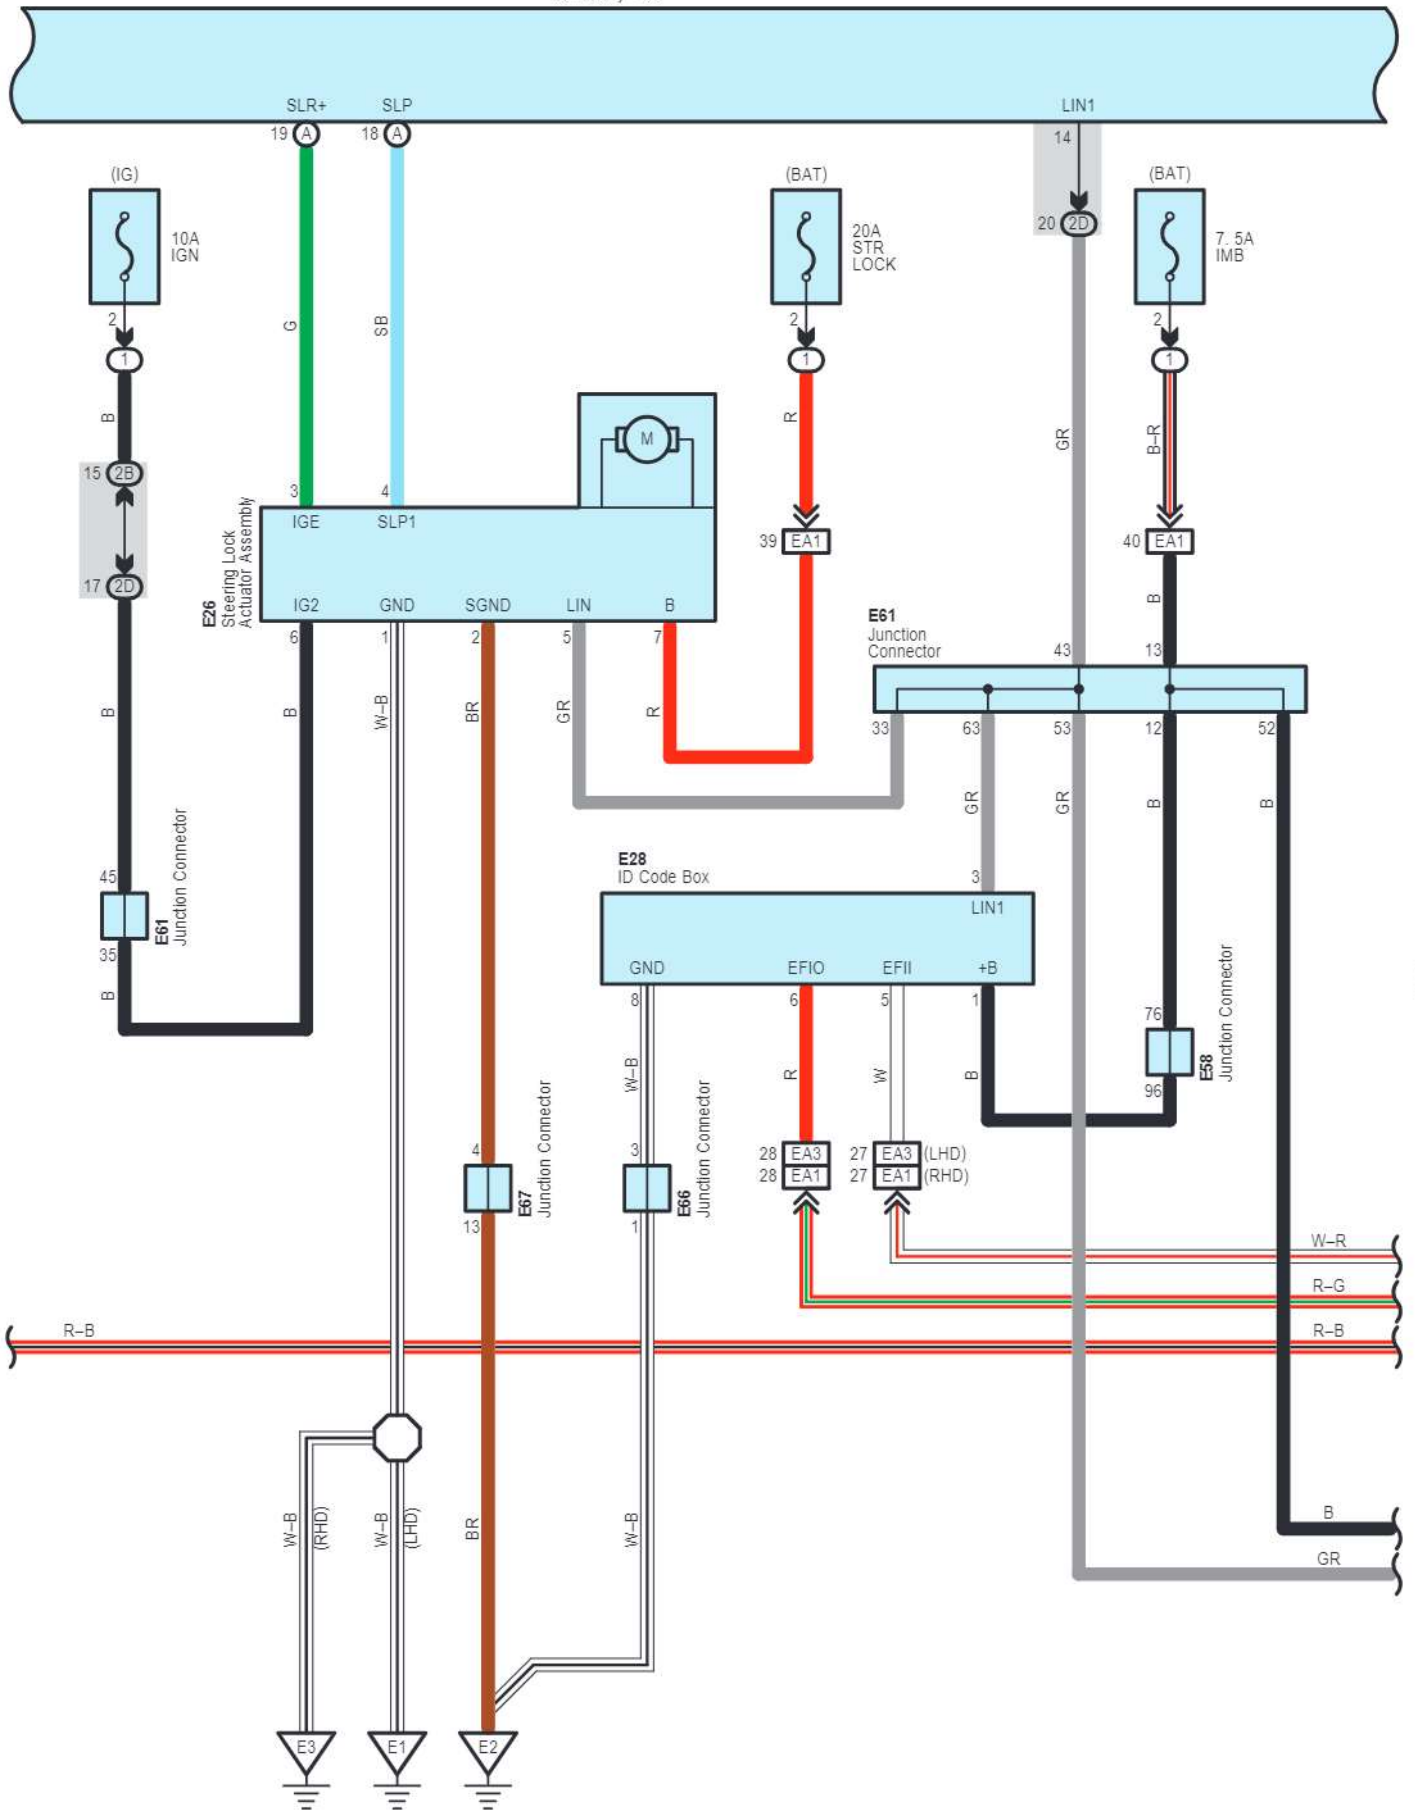 SLR+ SLP LIN1
19 A 18 A 14
(IG) (BAT) (BAT)
20 2D
10A
IGN
20A
STR
LOCK
7. 5A
IMB
2 2 2
1 1 1
G SB
B R GR B–R
M
15 2B
3 4
IGE SLP1
39 EA1 40 EA1
17 2D
E26
Steering Lock
Actuator Assembly
IG2 GND SGND LIN B
6 1 2 5 7
B
E61
Junction
Connector
43 13
B B W–B BR GR R
33 63 53 12 52
GR GR B B
E28
ID Code Box
3
LIN1
45
E61
Junction Connector
35
B
GND EFIO EFII +B
8 6 5 1
76
E58
Junction Connector
96
W–B R W B
4
E67
Junction Connector
13
3
E66
Junction Connector
1
28 EA3 27 EA3 (LHD)
28 EA1 27 EA1 (RHD)
W–R
R–G
R–B R–B
W–B
(RHD)
W–B
(LHD)
BR W–B
B
GR
E3 E1 E2